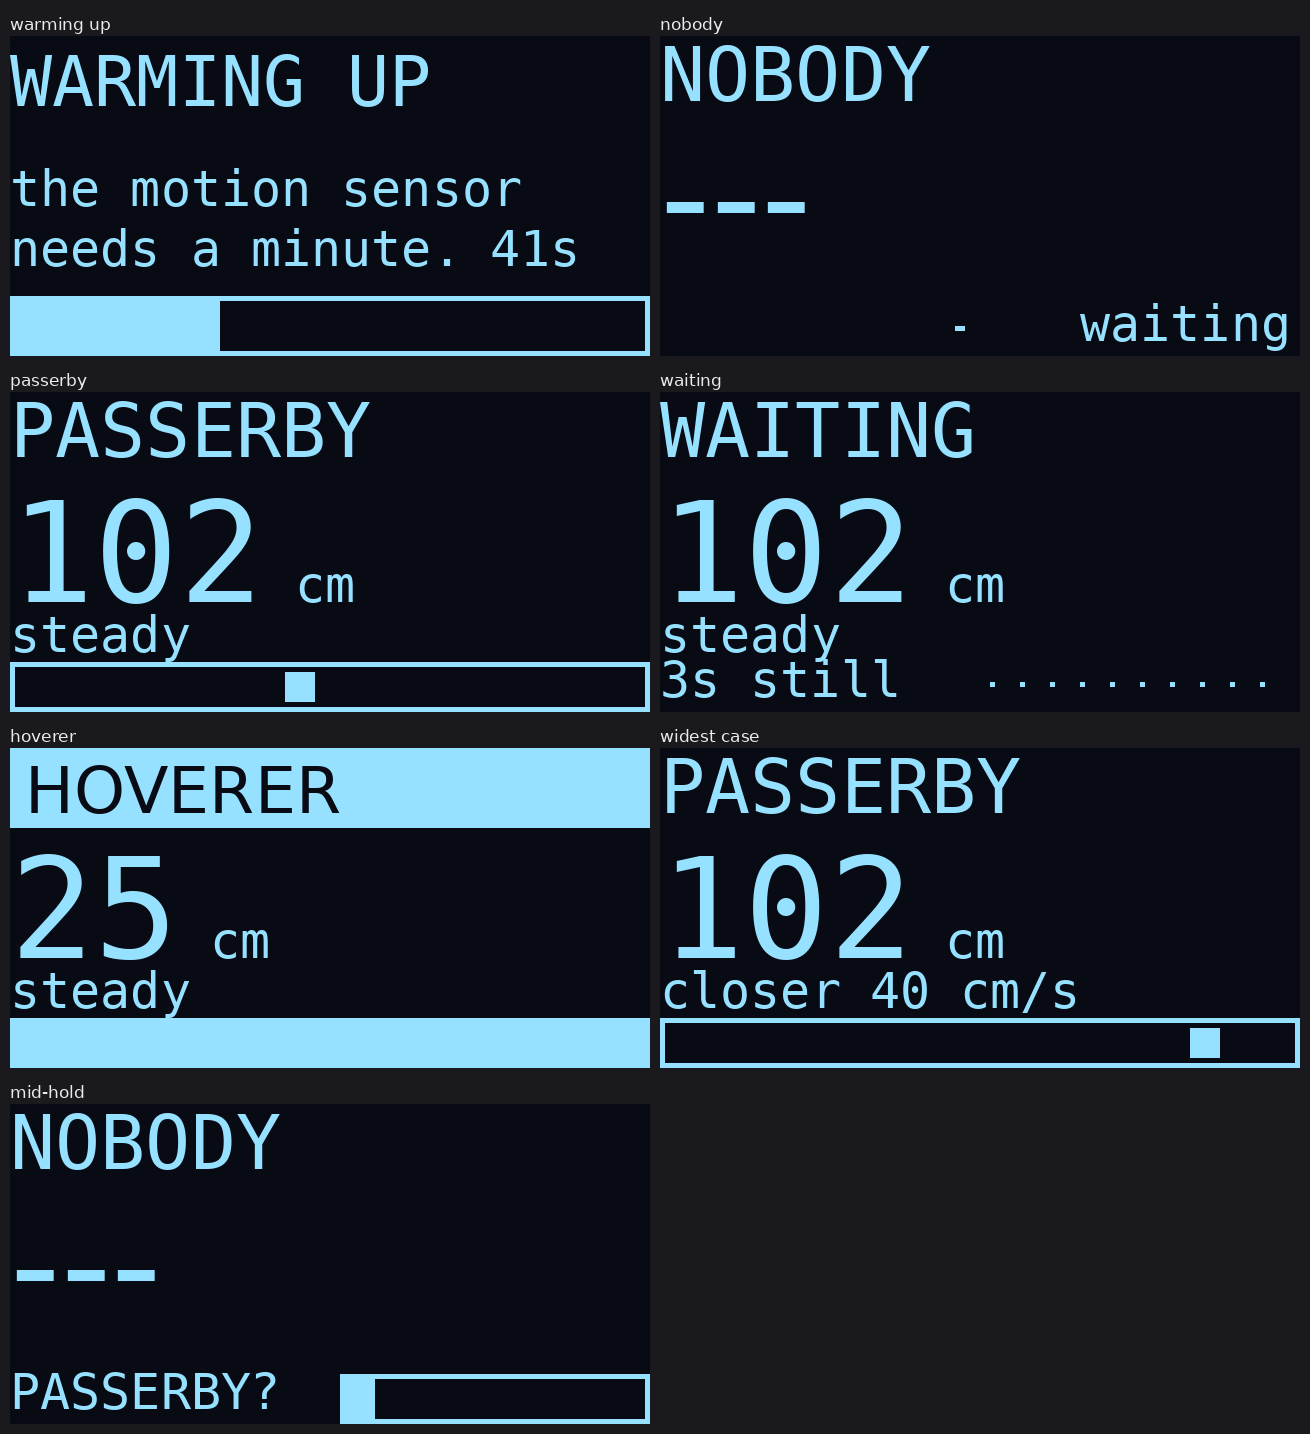 warming up
WARMING UP
the motion sensor
needs a minute. 41s
nobody
NOBODY
---
- waiting
passerby
PASSERBY
102 cm
steady
waiting
WAITING
102 cm
steady
3s still . . . . . . . . . .
hoverer
HOVERER
25 cm
steady
widest case
PASSERBY
102 cm
closer 40 cm/s
mid-hold
NOBODY
---
PASSERBY?